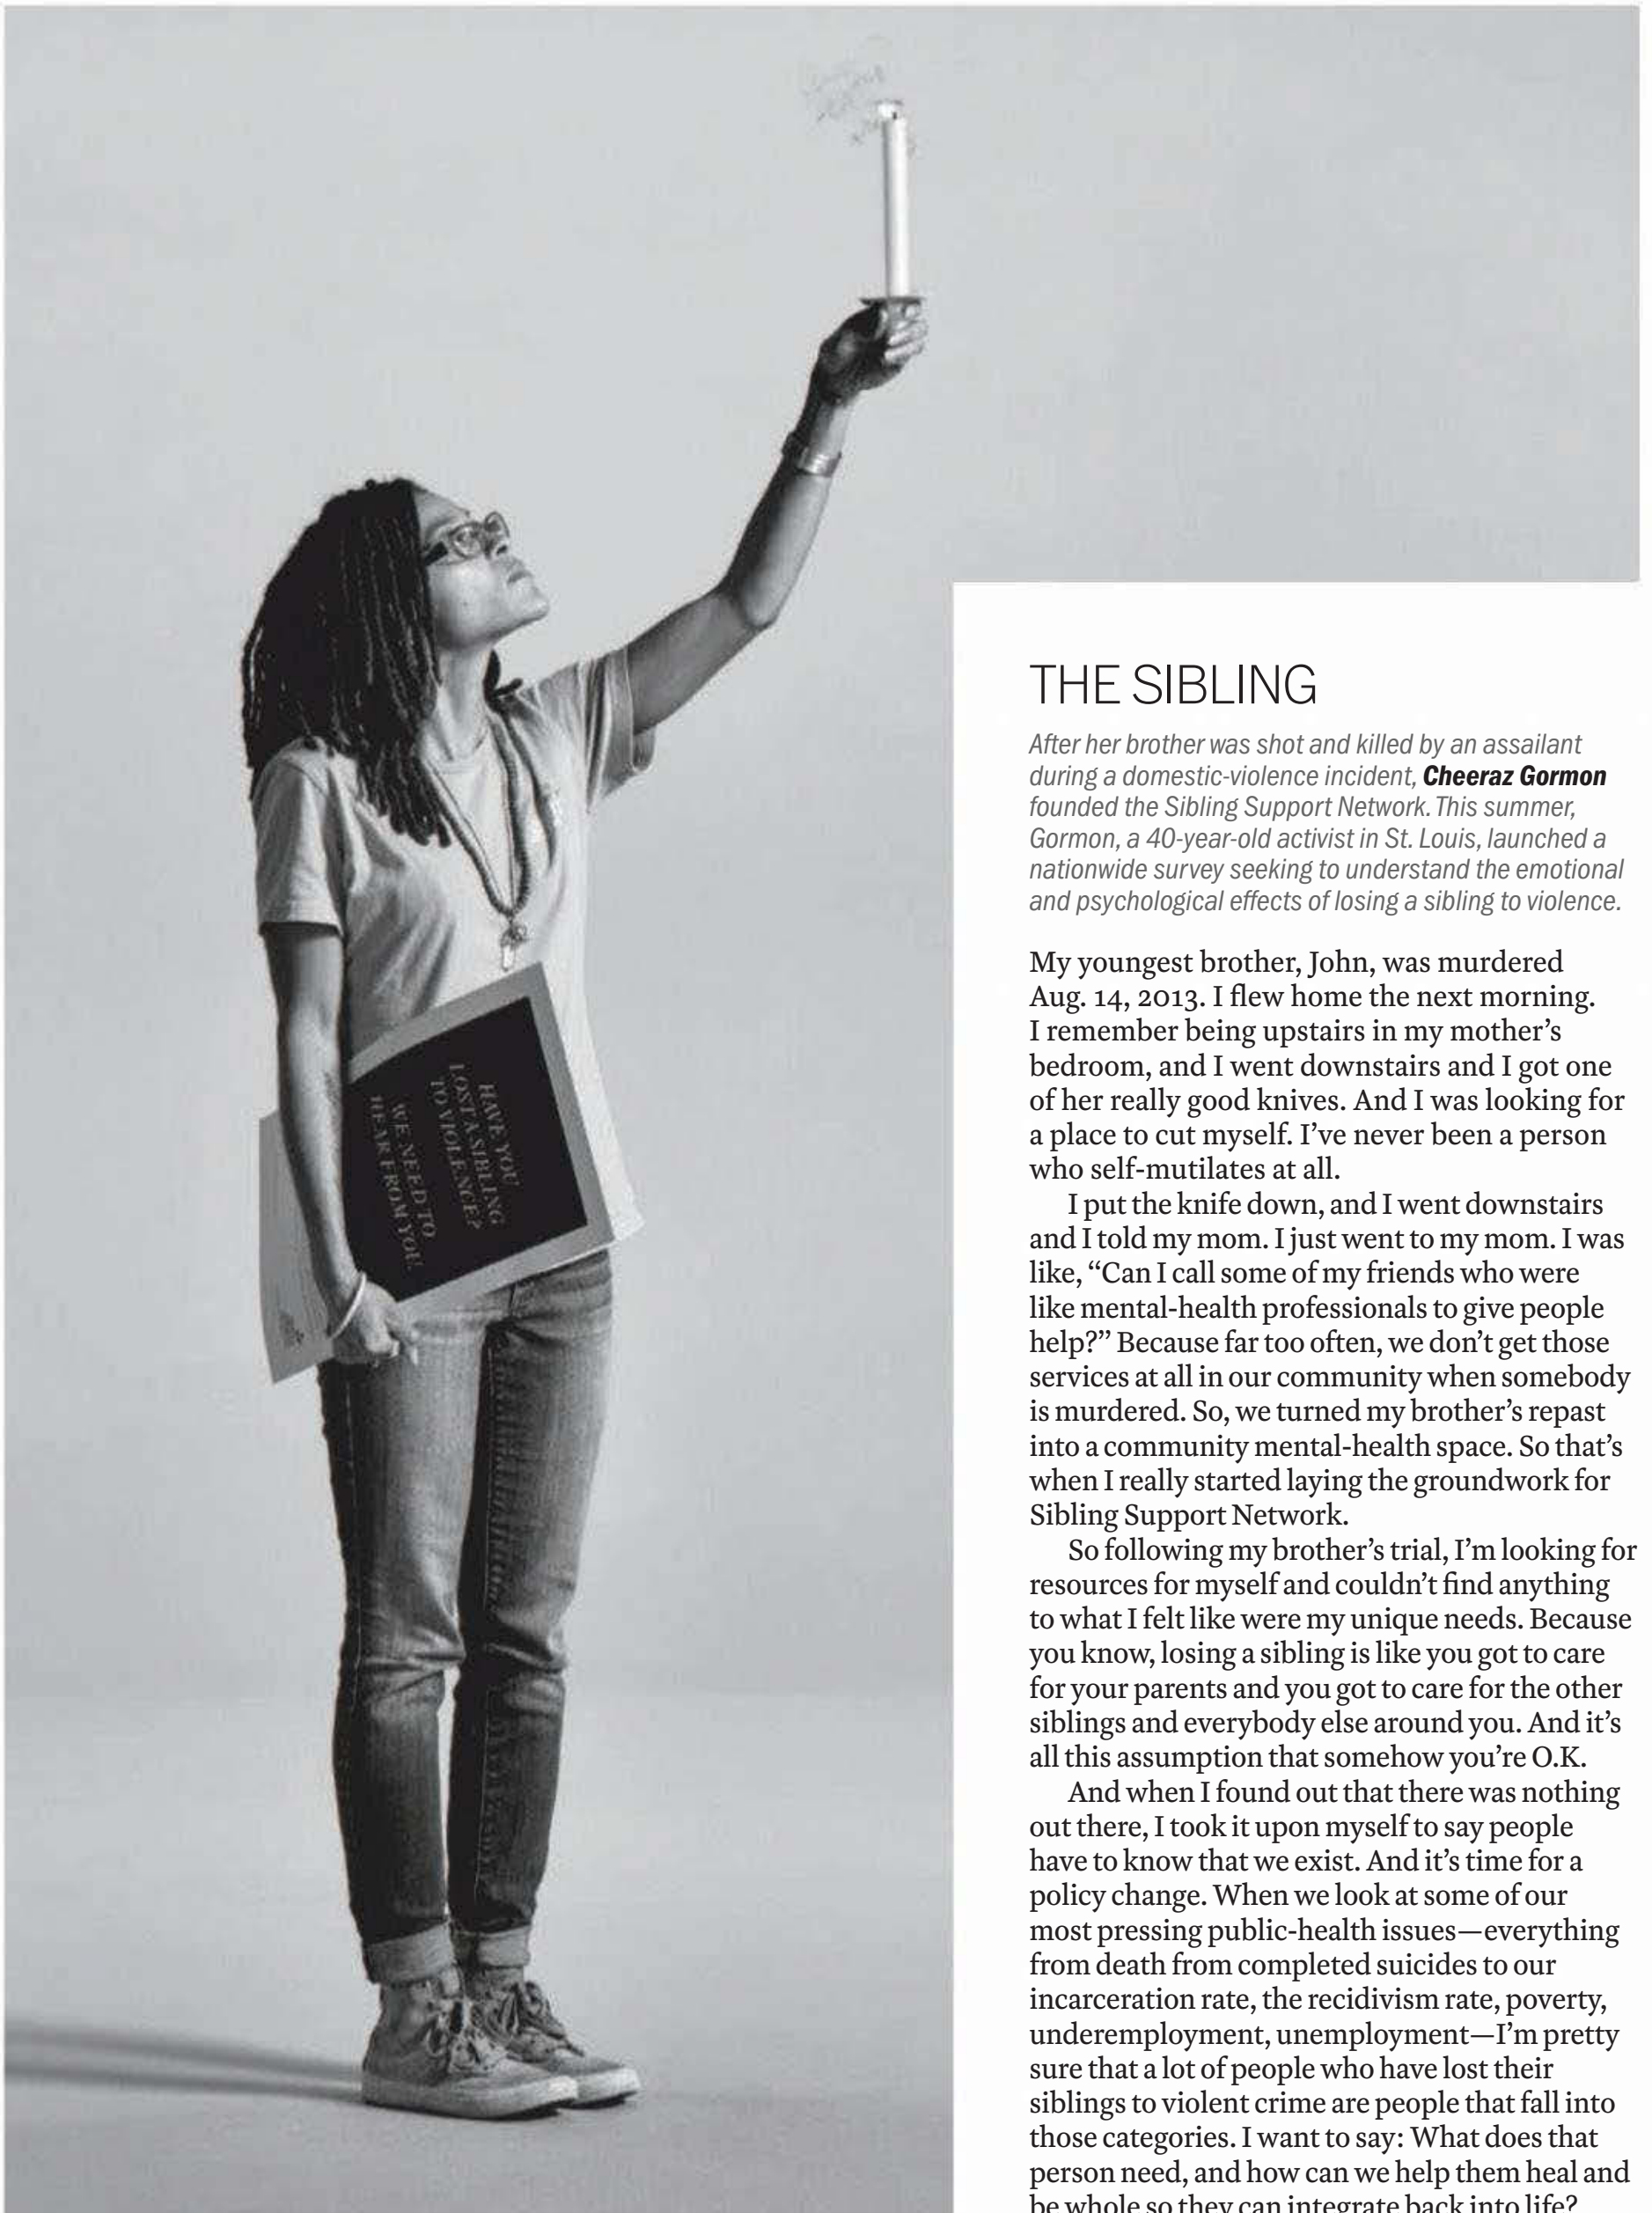 HAVE YOU
LOST A SIBLING
TO VIOLENCE?
WE NEED TO
HEAR FROM YOU!
THE SIBLING
After her brother was shot and killed by an assailant
during a domestic-violence incident, Cheeraz Gormon
founded the Sibling Support Network. This summer,
Gormon, a 40-year-old activist in St. Louis, launched a
nationwide survey seeking to understand the emotional
and psychological effects of losing a sibling to violence.
My youngest brother, John, was murdered
Aug. 14, 2013. I flew home the next morning.
I remember being upstairs in my mother’s
bedroom, and I went downstairs and I got one
of her really good knives. And I was looking for
a place to cut myself. I’ve never been a person
who self-mutilates at all.
I put the knife down, and I went downstairs
and I told my mom. I just went to my mom. I was
like, “Can I call some of my friends who were
like mental-health professionals to give people
help?” Because far too often, we don’t get those
services at all in our community when somebody
is murdered. So, we turned my brother’s repast
into a community mental-health space. So that’s
when I really started laying the groundwork for
Sibling Support Network.
So following my brother’s trial, I’m looking for
resources for myself and couldn’t find anything
to what I felt like were my unique needs. Because
you know, losing a sibling is like you got to care
for your parents and you got to care for the other
siblings and everybody else around you. And it’s
all this assumption that somehow you’re O.K.
And when I found out that there was nothing
out there, I took it upon myself to say people
have to know that we exist. And it’s time for a
policy change. When we look at some of our
most pressing public-health issues—everything
from death from completed suicides to our
incarceration rate, the recidivism rate, poverty,
underemployment, unemployment—I’m pretty
sure that a lot of people who have lost their
siblings to violent crime are people that fall into
those categories. I want to say: What does that
person need, and how can we help them heal and
be whole so they can integrate back into life?